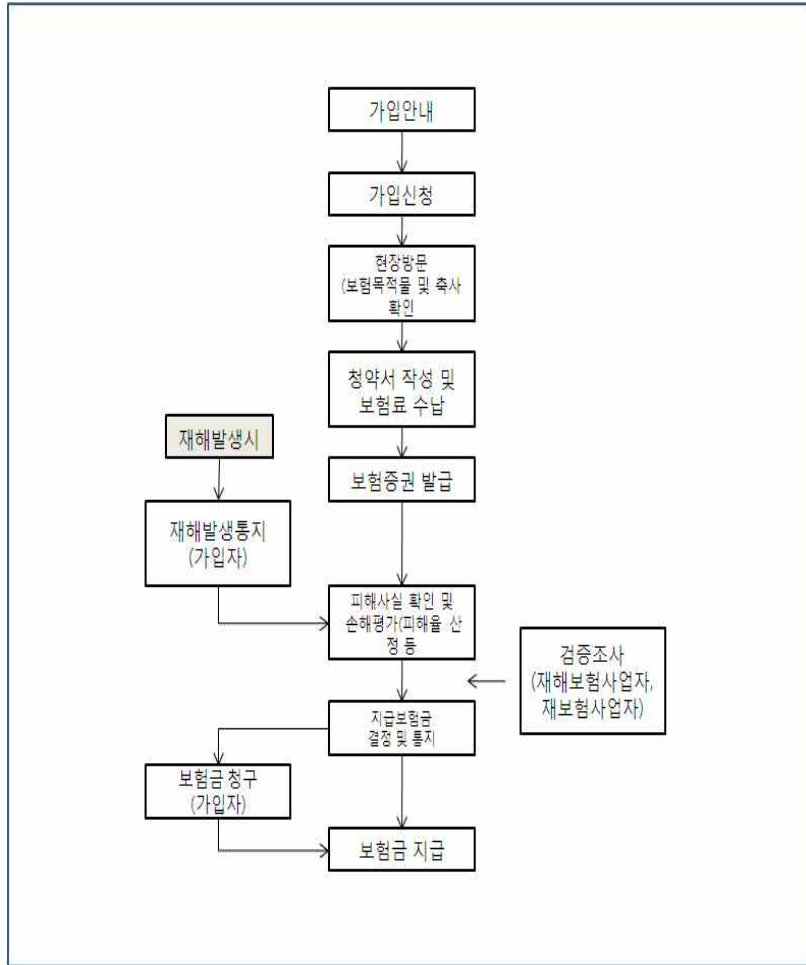 가입안내
가입신청
현장방문
(보험목적물 및 축사
확인
청약서 작성 및
보험료 수납
재해발생시
보험증권 발급
재해발생통지
(가입자)
피해사실 확인 및
손해평가(피해율 산
정 등
검증조사
(재해보험사업자,
재보험사업자)
지급보험금
결정 및 통지
보험금 청구
(가입자)
보험금 지급